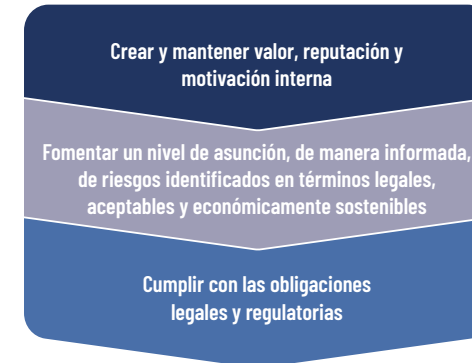 Crear y mantener valor, reputación y
motivación interna
Fomentar un nivel de asunción, de manera informada,
de riesgos identificados en términos legales,
aceptables y económicamente sostenibles
Cumplir con las obligaciones
legales y regulatorias